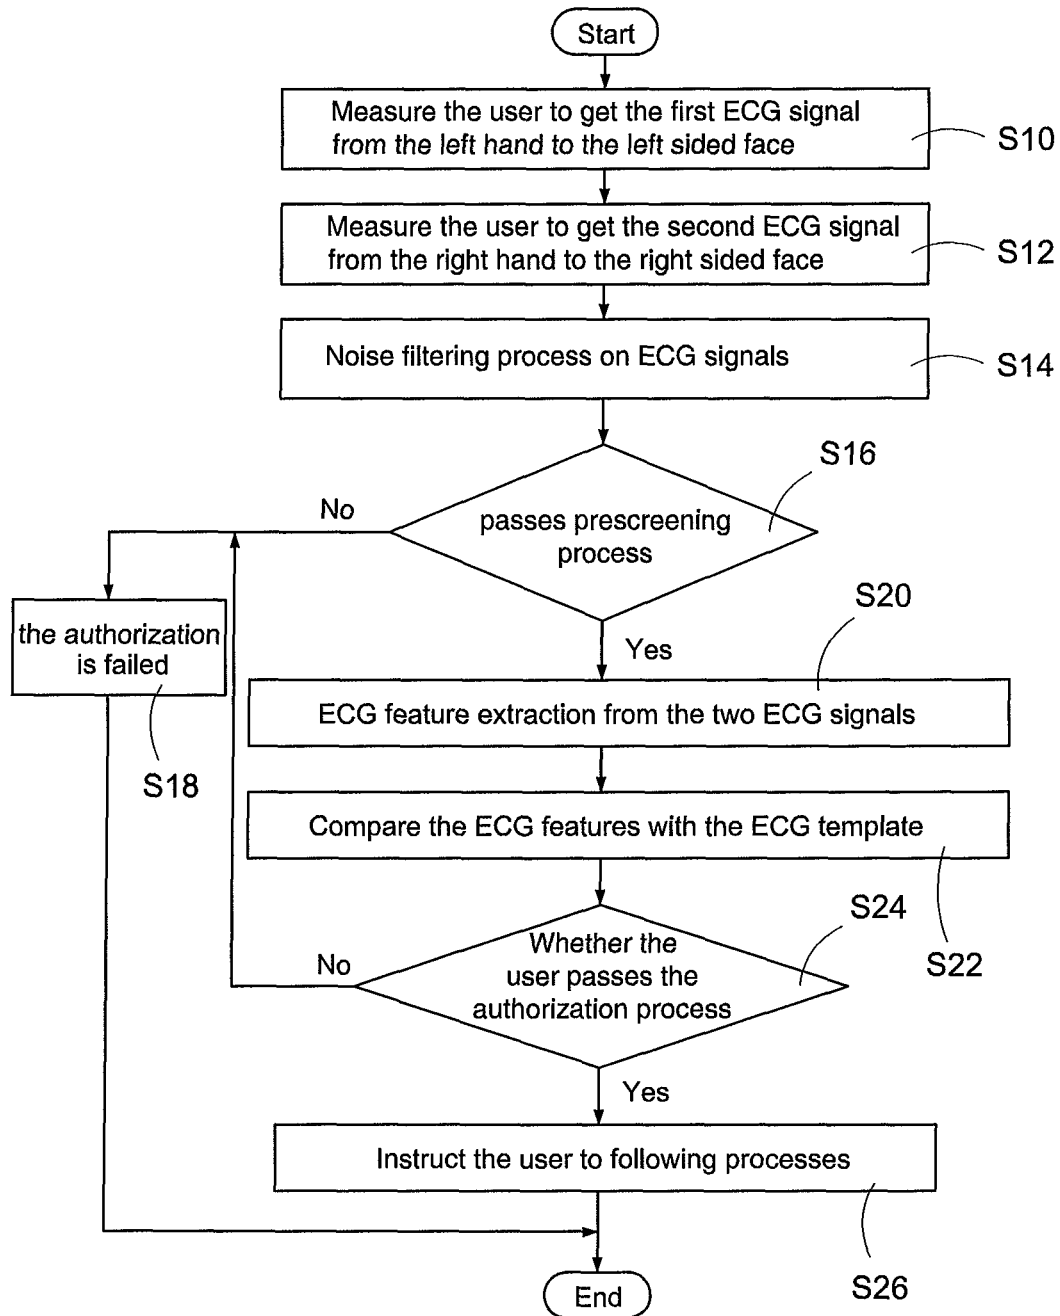 Start
Measure the user to get the first ECG signal
from the left hand to the left sided face
S10
Measure the user to get the second ECG signal
from the right hand to the right sided face
S12
Noise filtering process on ECG signals
S14
S16
No
passes prescreening
process
S20
the authorization
is failed
Yes
ECG feature extraction from the two ECG signals
S18
Compare the ECG features with the ECG template
S24
Whether the
user passes the
authorization process
No
S22
Yes
Instruct the user to following processes
S26
End